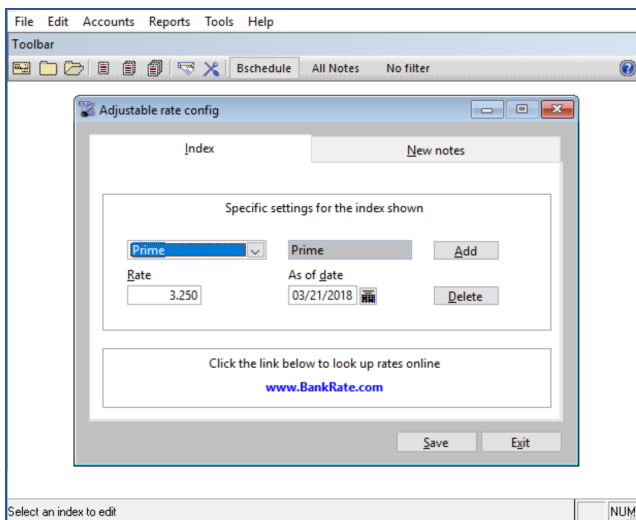 File Edit Accounts Reports Tools Help
Toolbar
Bschedule All Notes No filter
Adjustable rate config
Index New notes
Specific settings for the index shown
Prime Prime Add
Rate As of date
3.250 03/21/2018 Delete
Click the link below to look up rates online
www.BankRate.com
Save Exit
Select an index to edit NUM